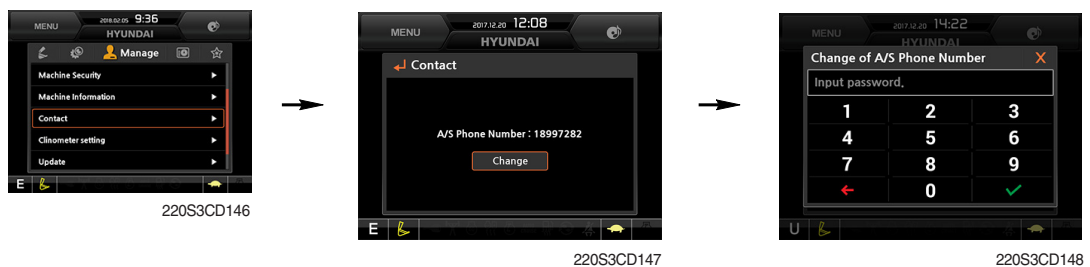 MENU
2018.02.05 9:36
HYUNDAI
Manage
Machine Security
Machine Information
Contact
Clinometer setting
Update
E
220S3CD146
MENU
2017.12.20 12:08
HYUNDAI
Contact
A/S Phone Number : 18997282
Change
E
220S3CD147
MENU
2017.12.20 14:22
HYUNDAI
Change of A/S Phone Number X
Input password.
1 2 3
4 5 6
7 8 9
0
U
220S3CD148